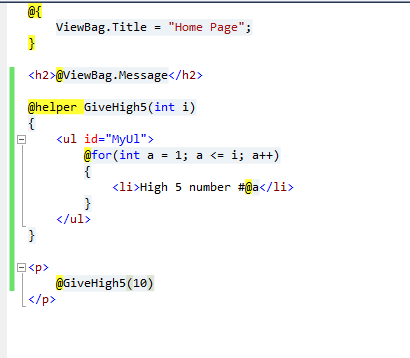 @{
ViewBag.Title = "Home Page";
}
<h2>@ViewBag.Message</h2>
@helper GiveHigh5(int i)
{
<ul id="MyUl">
@for(int a = 1; a <= i; a++)
{
<li>High 5 number #@a</li>
}
</ul>
}
<p>
@GiveHigh5(10)
</p>